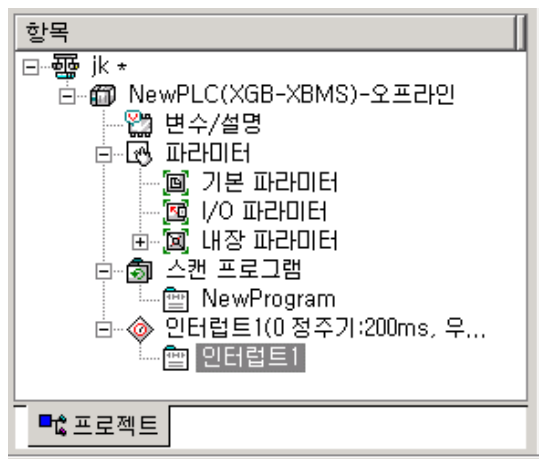 항목
jk *
NewPLC(XGB-XBMS)-오프라인
변수/설명
파라미터
기본 파라미터
I/O 파라미터
내장 파라미터
스캔 프로그램
NewProgram
인터럽트1(0 정주기:200ms, 우...
인터럽트1
프로젝트